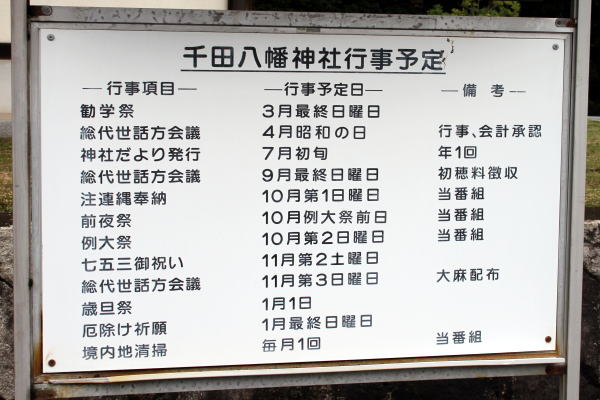 千田八幡神社行事予定
―行事項目― ―行事予定日― ―備考―
勧学祭 3月最終日曜日
総代世話方会議 4月昭和の日 行事、会計承認
神社だより発行 7月初旬 年1回
総代世話方会議 9月最終日曜日 初穂料徴収
注連縄奉納 10月第1日曜日 当番組
前夜祭 10月例大祭前日 当番組
例大祭 10月第2日曜日 当番組
七五三御祝い 11月第2土曜日
総代世話方会議 11月第3日曜日 大麻配布
歳旦祭 1月1日
厄除け祈願 1月最終日曜日
境内地清掃 毎月1回 当番組